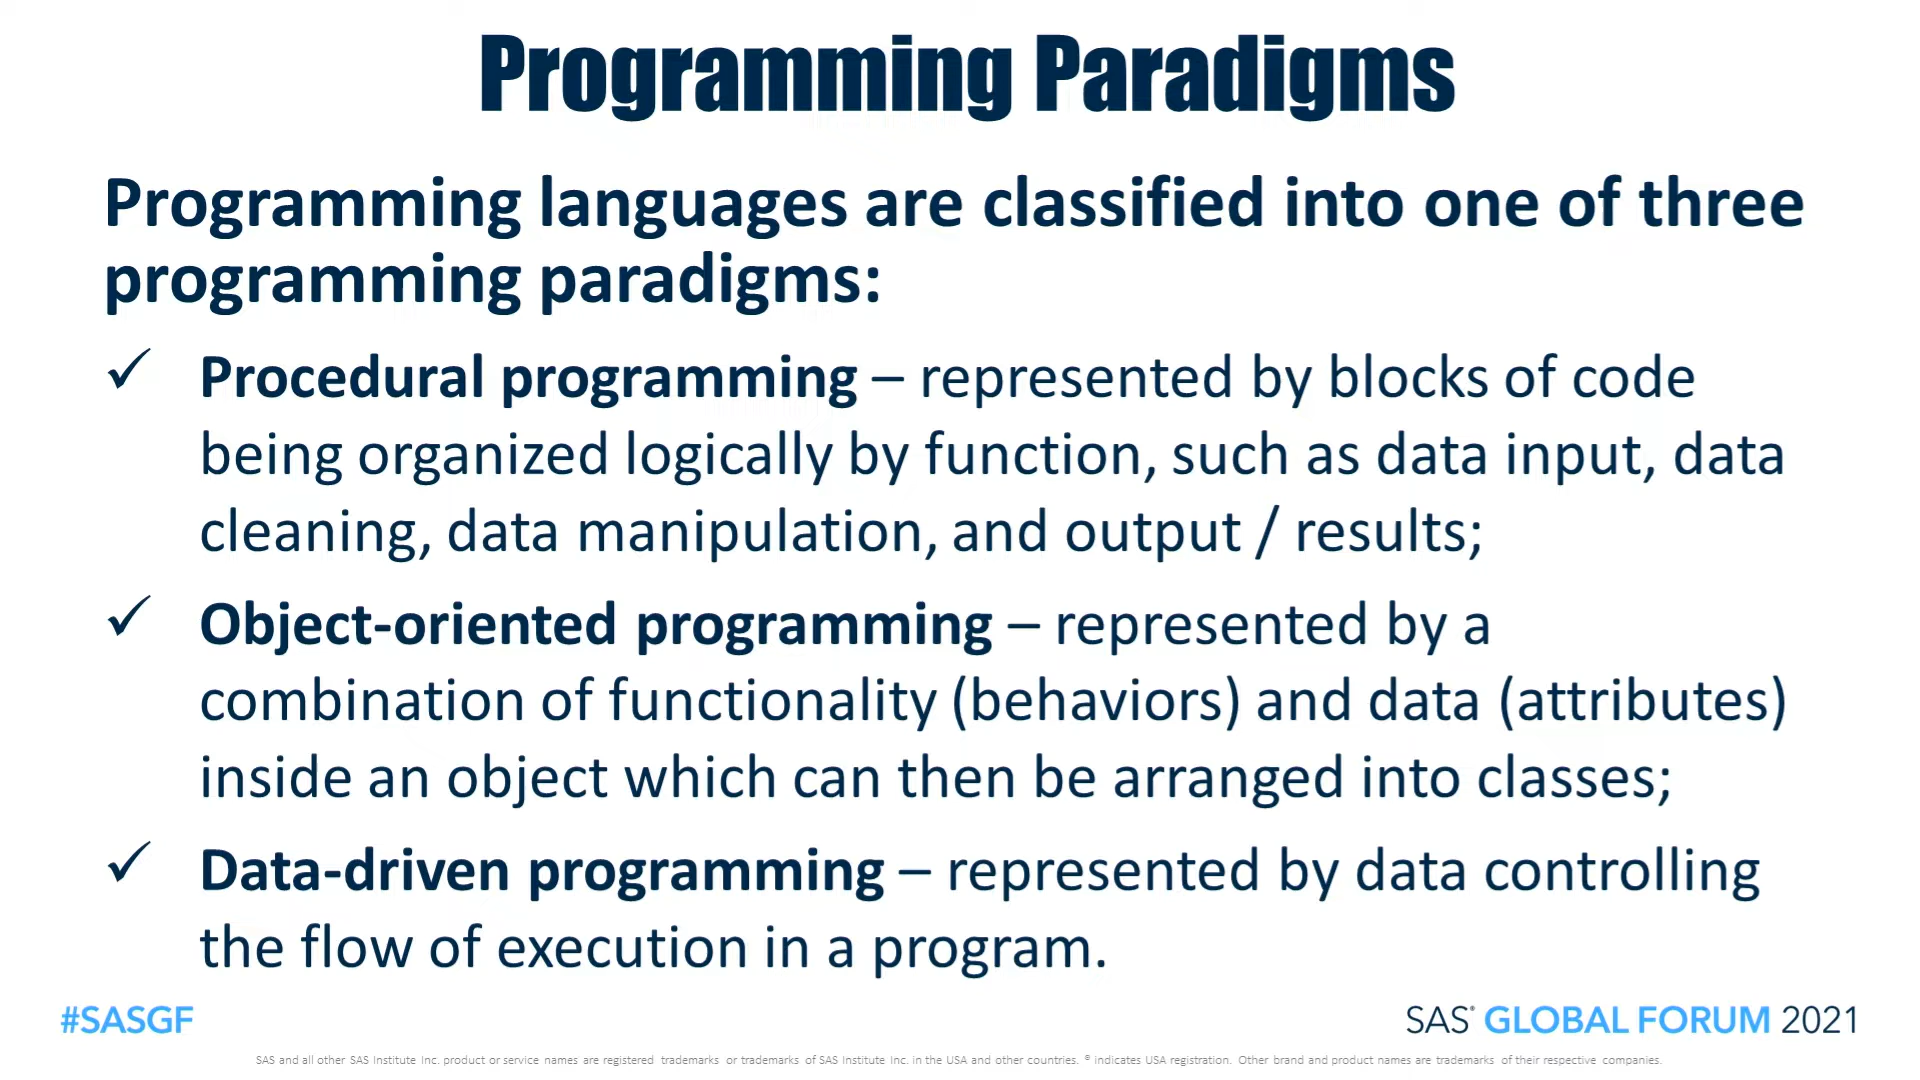 Programming Paradigms
Programming languages are classified into one of three
programming paradigms:
✓ Procedural programming – represented by blocks of code
being organized logically by function, such as data input, data
cleaning, data manipulation, and output / results;
✓ Object-oriented programming – represented by a
combination of functionality (behaviors) and data (attributes)
inside an object which can then be arranged into classes;
✓ Data-driven programming – represented by data controlling
the flow of execution in a program.
#SASGF
SAS® GLOBAL FORUM 2021
SAS and all other SAS Institute Inc. product or service names are registered trademarks or trademarks of SAS Institute Inc. in the USA and other countries. ® indicates USA registration. Other brand and product names are trademarks of their respective companies.